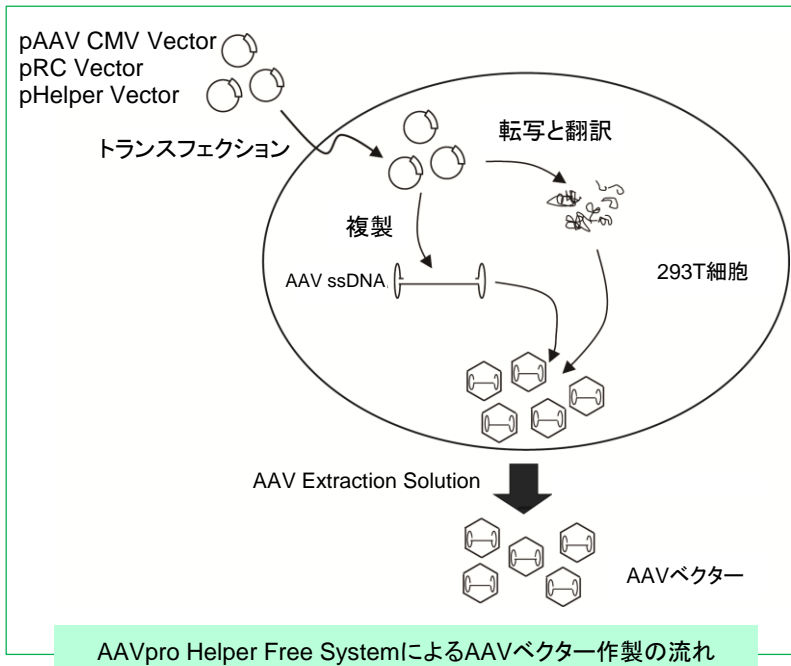 pAAV CMV Vector
pRC Vector
pHelper Vector
トランスフェクション
転写と翻訳
複製
AAV ssDNA
293T細胞
AAV Extraction Solution
AAVベクター
AAVpro Helper Free SystemによるAAVベクター作製の流れ